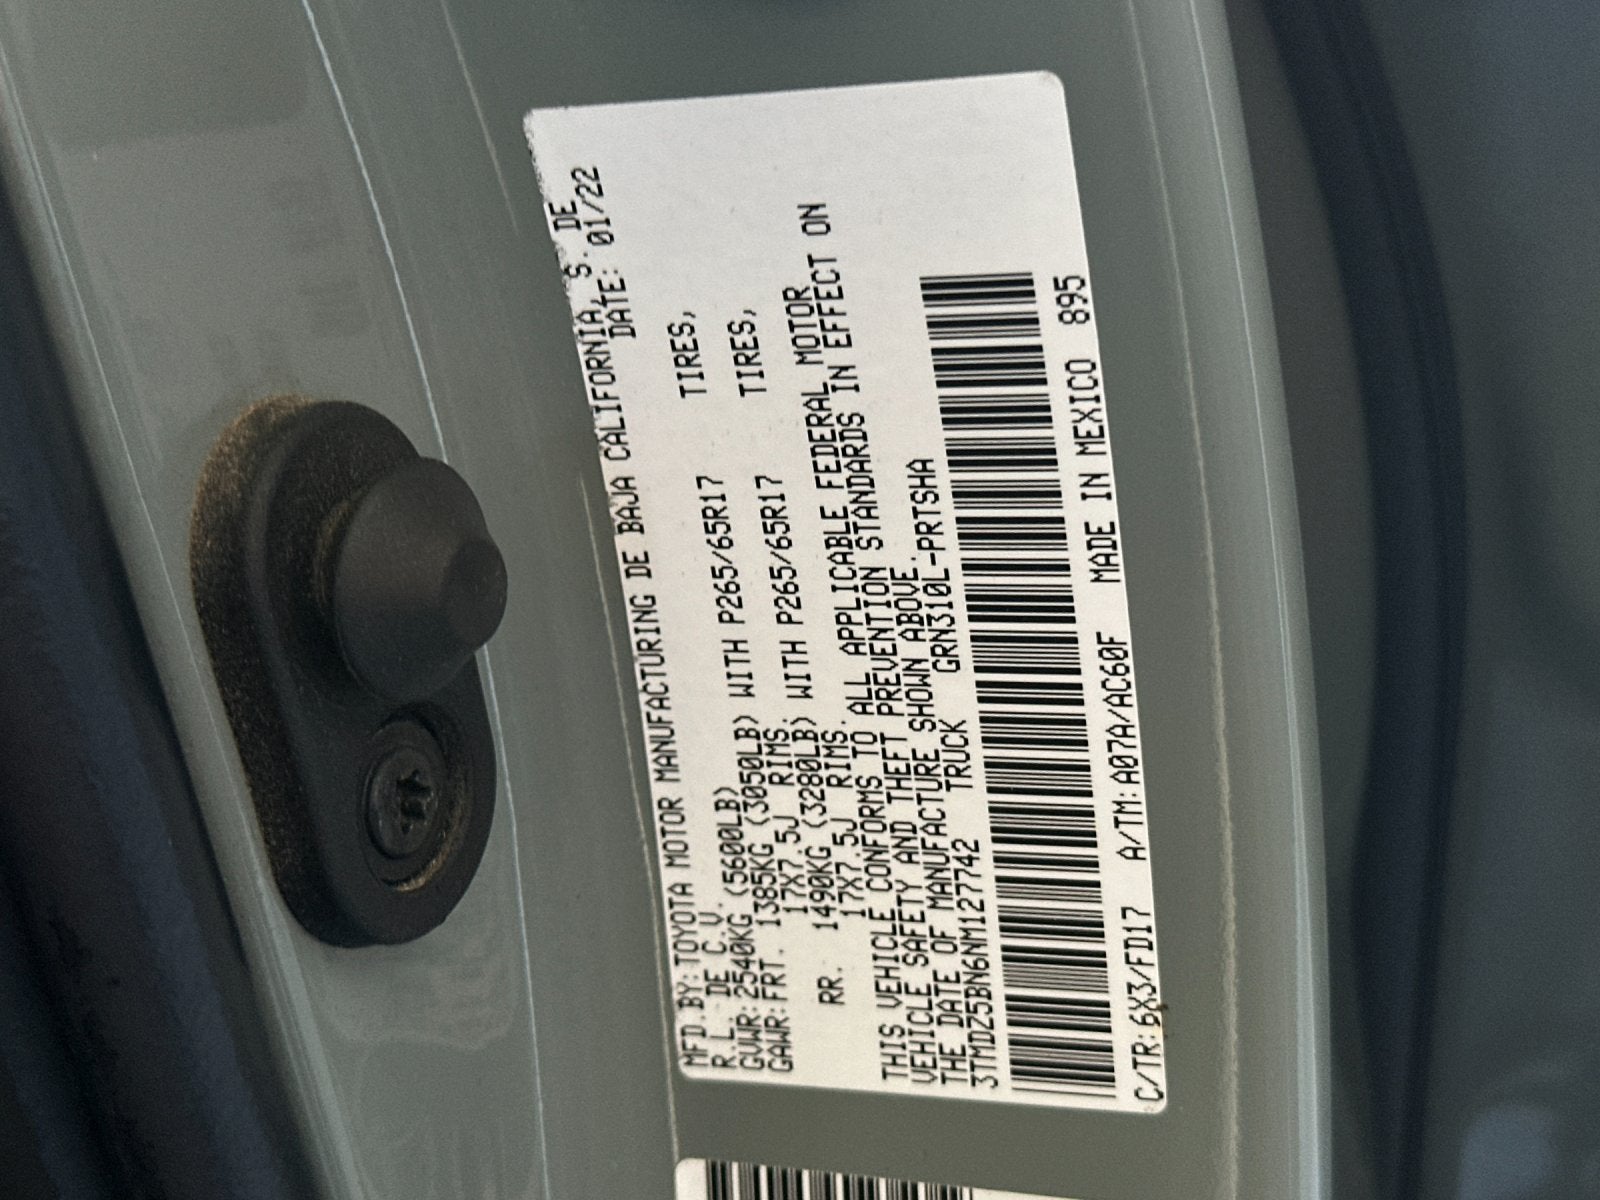 MFD.BY:TOYOTA MOTOR MANUFACTURING DE BAJA CALIFORNIA, S. DE
R.L. DE C.V. DATE: 01/22
GVWR:2540KG (5600LB)
GAWR:FRT. 1385KG (3050LB) WITH P265/65R17 TIRES,
17X7.5J RIMS.
RR. 1490KG (3280LB) WITH P265/65R17 TIRES,
17X7.5J RIMS.
THIS VEHICLE CONFORMS TO ALL APPLICABLE FEDERAL MOTOR
VEHICLE SAFETY AND THEFT PREVENTION STANDARDS IN EFFECT ON
THE DATE OF MANUFACTURE SHOWN ABOVE.
3TMDZ5BN6NM127742 TRUCK GRN310L-PRTSHA
C/TR:6X3/FD17 A/TM:A07A/AC60F MADE IN MEXICO 895